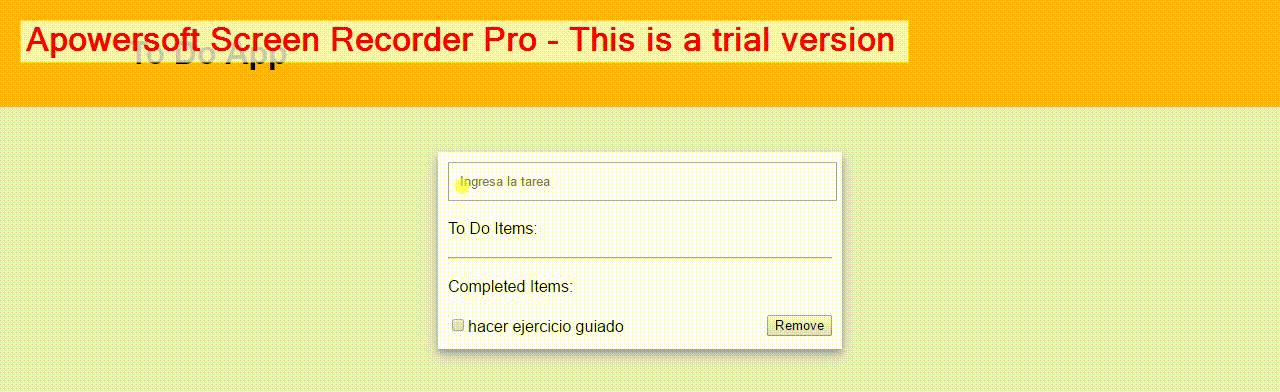 Apowersoft Screen Recorder Pro - This is a trial version
To Do App
Ingresa la tarea
To Do Items:
Completed Items:
hacer ejercicio guiado
Remove